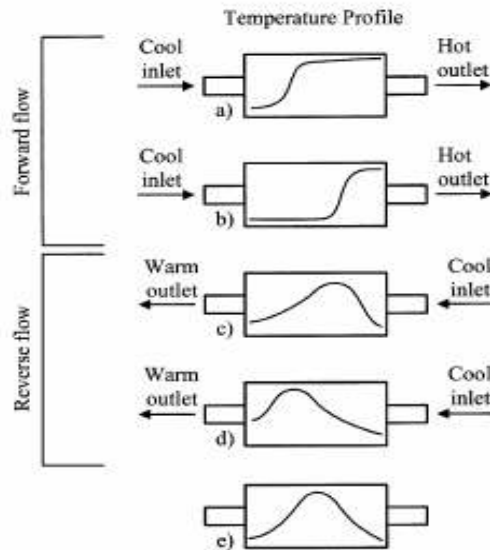 Temperature Profile
Forward flow
Cool
inlet
Hot
outlet
a)
Cool
inlet
Hot
outlet
b)
Reverse flow
Warm
outlet
Cool
inlet
c)
Warm
outlet
Cool
inlet
d)
e)